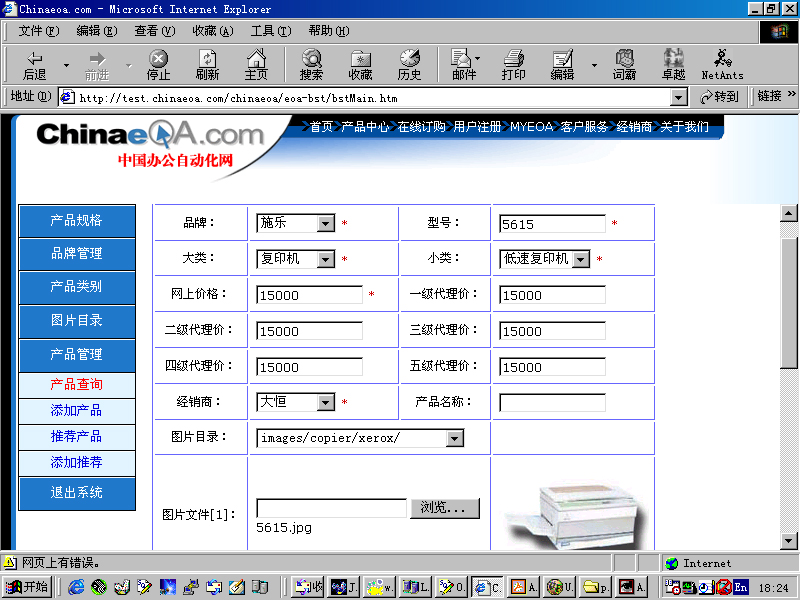 Chinaeoa.com - Microsoft Internet Explorer
文件(F) 编辑(E) 查看(V) 收藏(A) 工具(T) 帮助(H)
后退 前进 停止 刷新 主页 搜索 收藏 历史 邮件 打印 编辑 词霸 卓越 NetAnts
地址(D) http://test.chinaeoa.com/chinaeoa/eoa-bst/bstMain.htm 转到 链接 »
ChinaeOA.com
中国办公自动化网
首页 产品中心 在线订购 用户注册 MYEOA 客户服务 经销商 关于我们
产品规格
品牌管理
产品类别
图片目录
产品管理
产品查询
添加产品
推荐产品
添加推荐
退出系统
品牌： 施乐 * 型号： 5615 *
大类： 复印机 * 小类： 低速复印机 *
网上价格： 15000 * 一级代理价： 15000
二级代理价： 15000 三级代理价： 15000
四级代理价： 15000 五级代理价： 15000
经销商： 大恒 * 产品名称：
图片目录： images/copier/xerox/
图片文件[1]： 浏览...
5615.jpg
网页上有错误。 Internet
开始 收 J. w. L. O. C. A. U. p. A. En 18:24